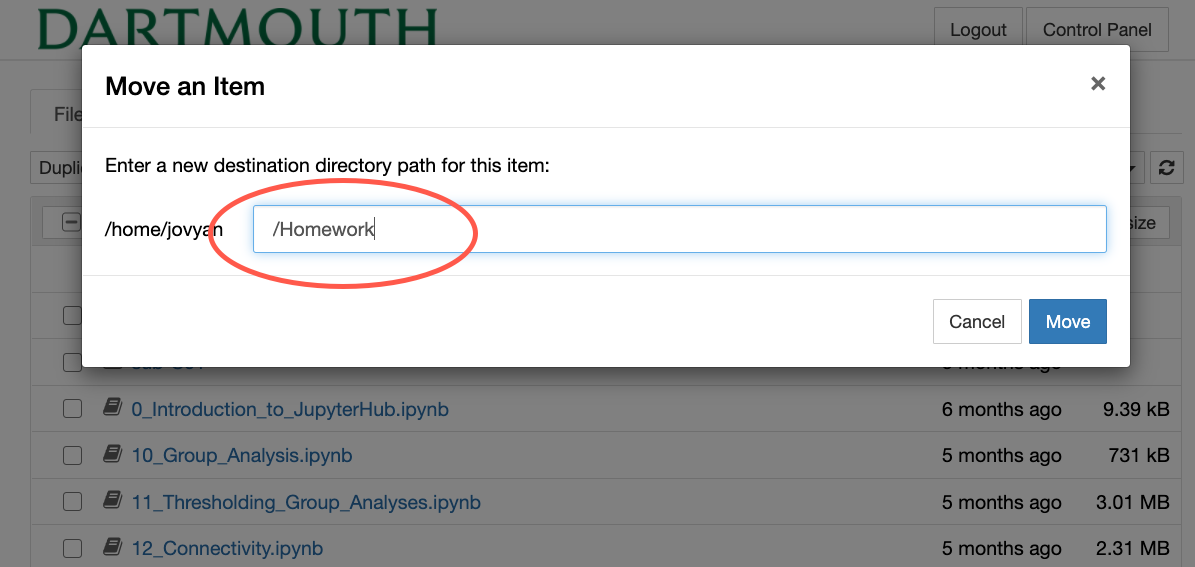 DARTMOUTH
Logout Control Panel
Move an Item ×
File
Enter a new destination directory path for this item:
Dupli
/home/jovyan /Homework
size
Cancel Move
0_Introduction_to_JupyterHub.ipynb 6 months ago 9.39 kB
10_Group_Analysis.ipynb 5 months ago 731 kB
11_Thresholding_Group_Analyses.ipynb 5 months ago 3.01 MB
12_Connectivity.ipynb 5 months ago 2.31 MB